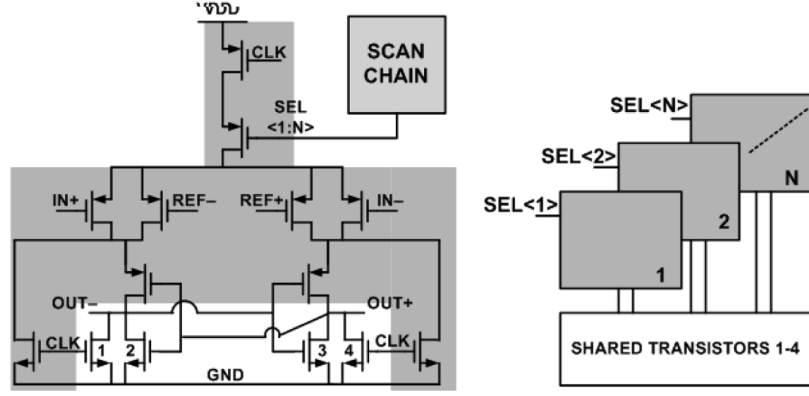 CLK
SCAN
CHAIN
SEL
<1:N>
IN+
REF–
REF+
IN–
OUT–
OUT+
CLK
1
2
3
4
CLK
GND
SEL<N>
SEL<2>
SEL<1>
N
2
1
SHARED TRANSISTORS 1-4